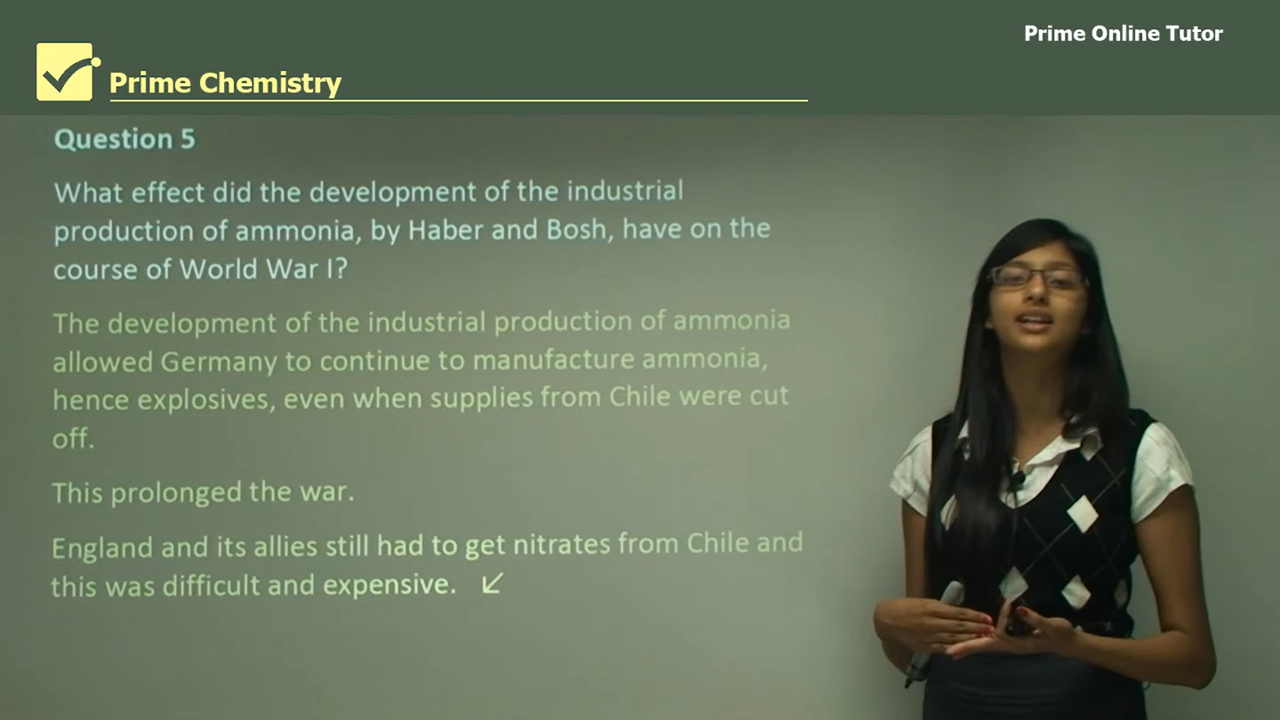 Prime Online Tutor
Prime Chemistry
Question 5
What effect did the development of the industrial
production of ammonia, by Haber and Bosh, have on the
course of World War I?
The development of the industrial production of ammonia
allowed Germany to continue to manufacture ammonia,
hence explosives, even when supplies from Chile were cut
off.
This prolonged the war.
England and its allies still had to get nitrates from Chile and
this was difficult and expensive.